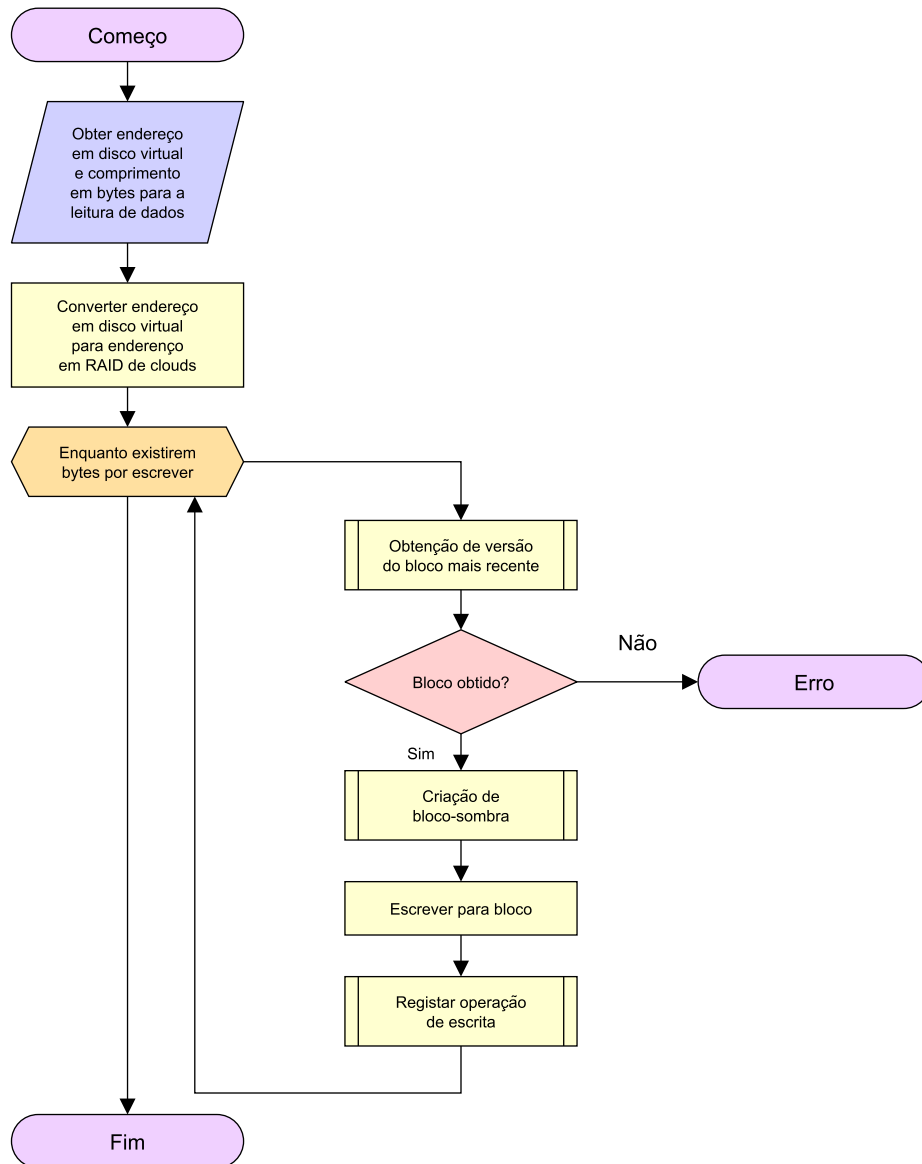 Começo
Obter endereço
em disco virtual
e comprimento
em bytes para a
leitura de dados
Converter endereço
em disco virtual
para enderenço
em RAID de clouds
Enquanto existirem
bytes por escrever
Obtenção de versão
do bloco mais recente
Não
Bloco obtido?
Erro
Sim
Criação de
bloco-sombra
Escrever para bloco
Registar operação
de escrita
Fim